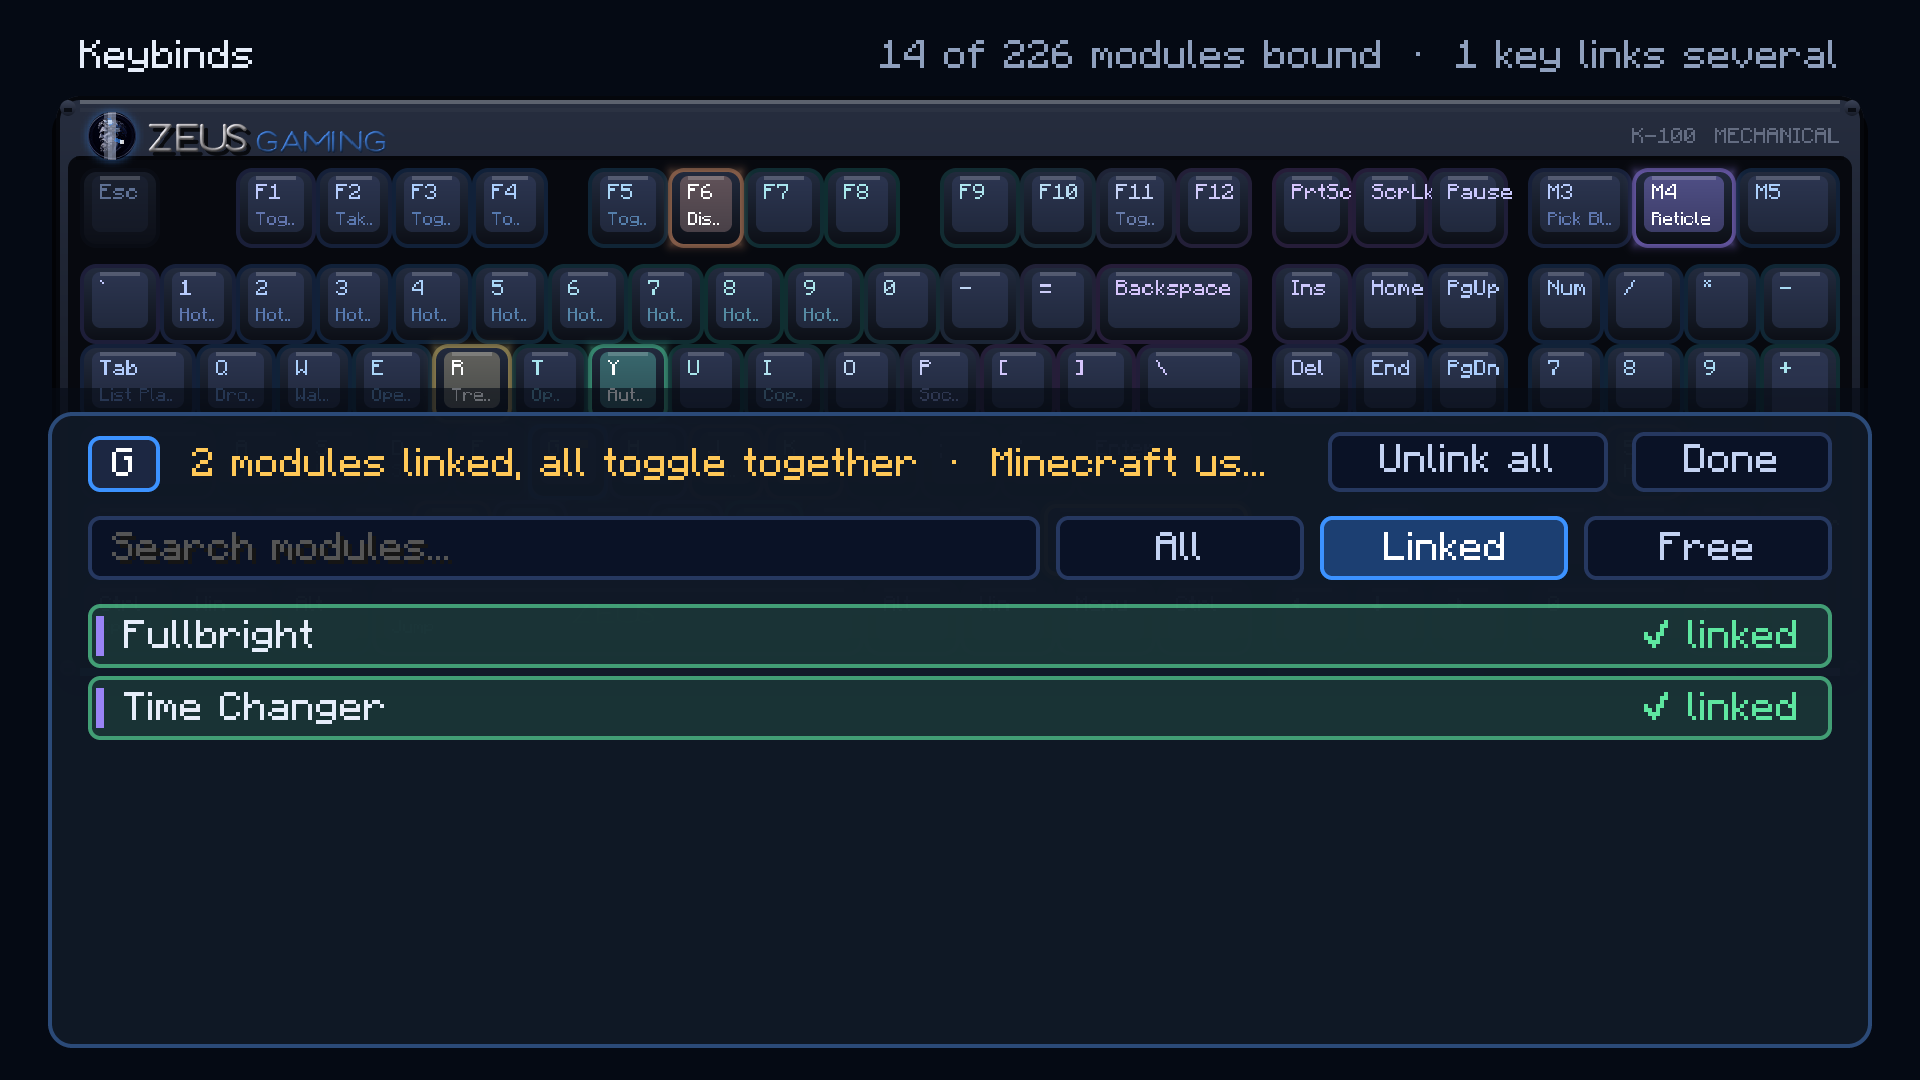 Keybinds
14 of 226 modules bound · 1 key links several
ZEUS GAMING
K-100 MECHANICAL
Esc F1 F2 F3 F4 F5 F6 F7 F8 F9 F10 F11 F12 PrtSc ScrLk Pause M3 M4 M5
Tog.. Tak.. Tog.. To.. Tog.. Dis.. Tog.. Pick Bl.. Reticle
` 1 2 3 4 5 6 7 8 9 0 - = Backspace Ins Home PgUp Num / * -
Hot.. Hot.. Hot.. Hot.. Hot.. Hot.. Hot.. Hot.. Hot..
Tab Q W E R T Y U I O P [ ] \ Del End PgDn 7 8 9 +
List Pla.. Dro.. Wal.. Ope.. Tre.. Op.. Aut.. Cop.. Soc..
G 2 modules linked, all toggle together · Minecraft us... Unlink all Done
Search modules... All Linked Free
Fullbright ✓ linked
Time Changer ✓ linked